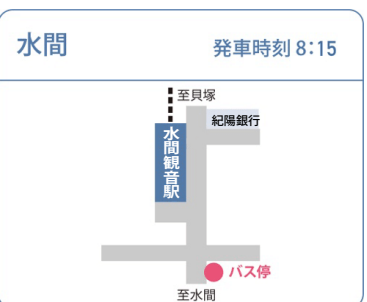 水間
発車時刻 8:15
至貝塚
紀陽銀行
水間観音駅
バス停
至水間